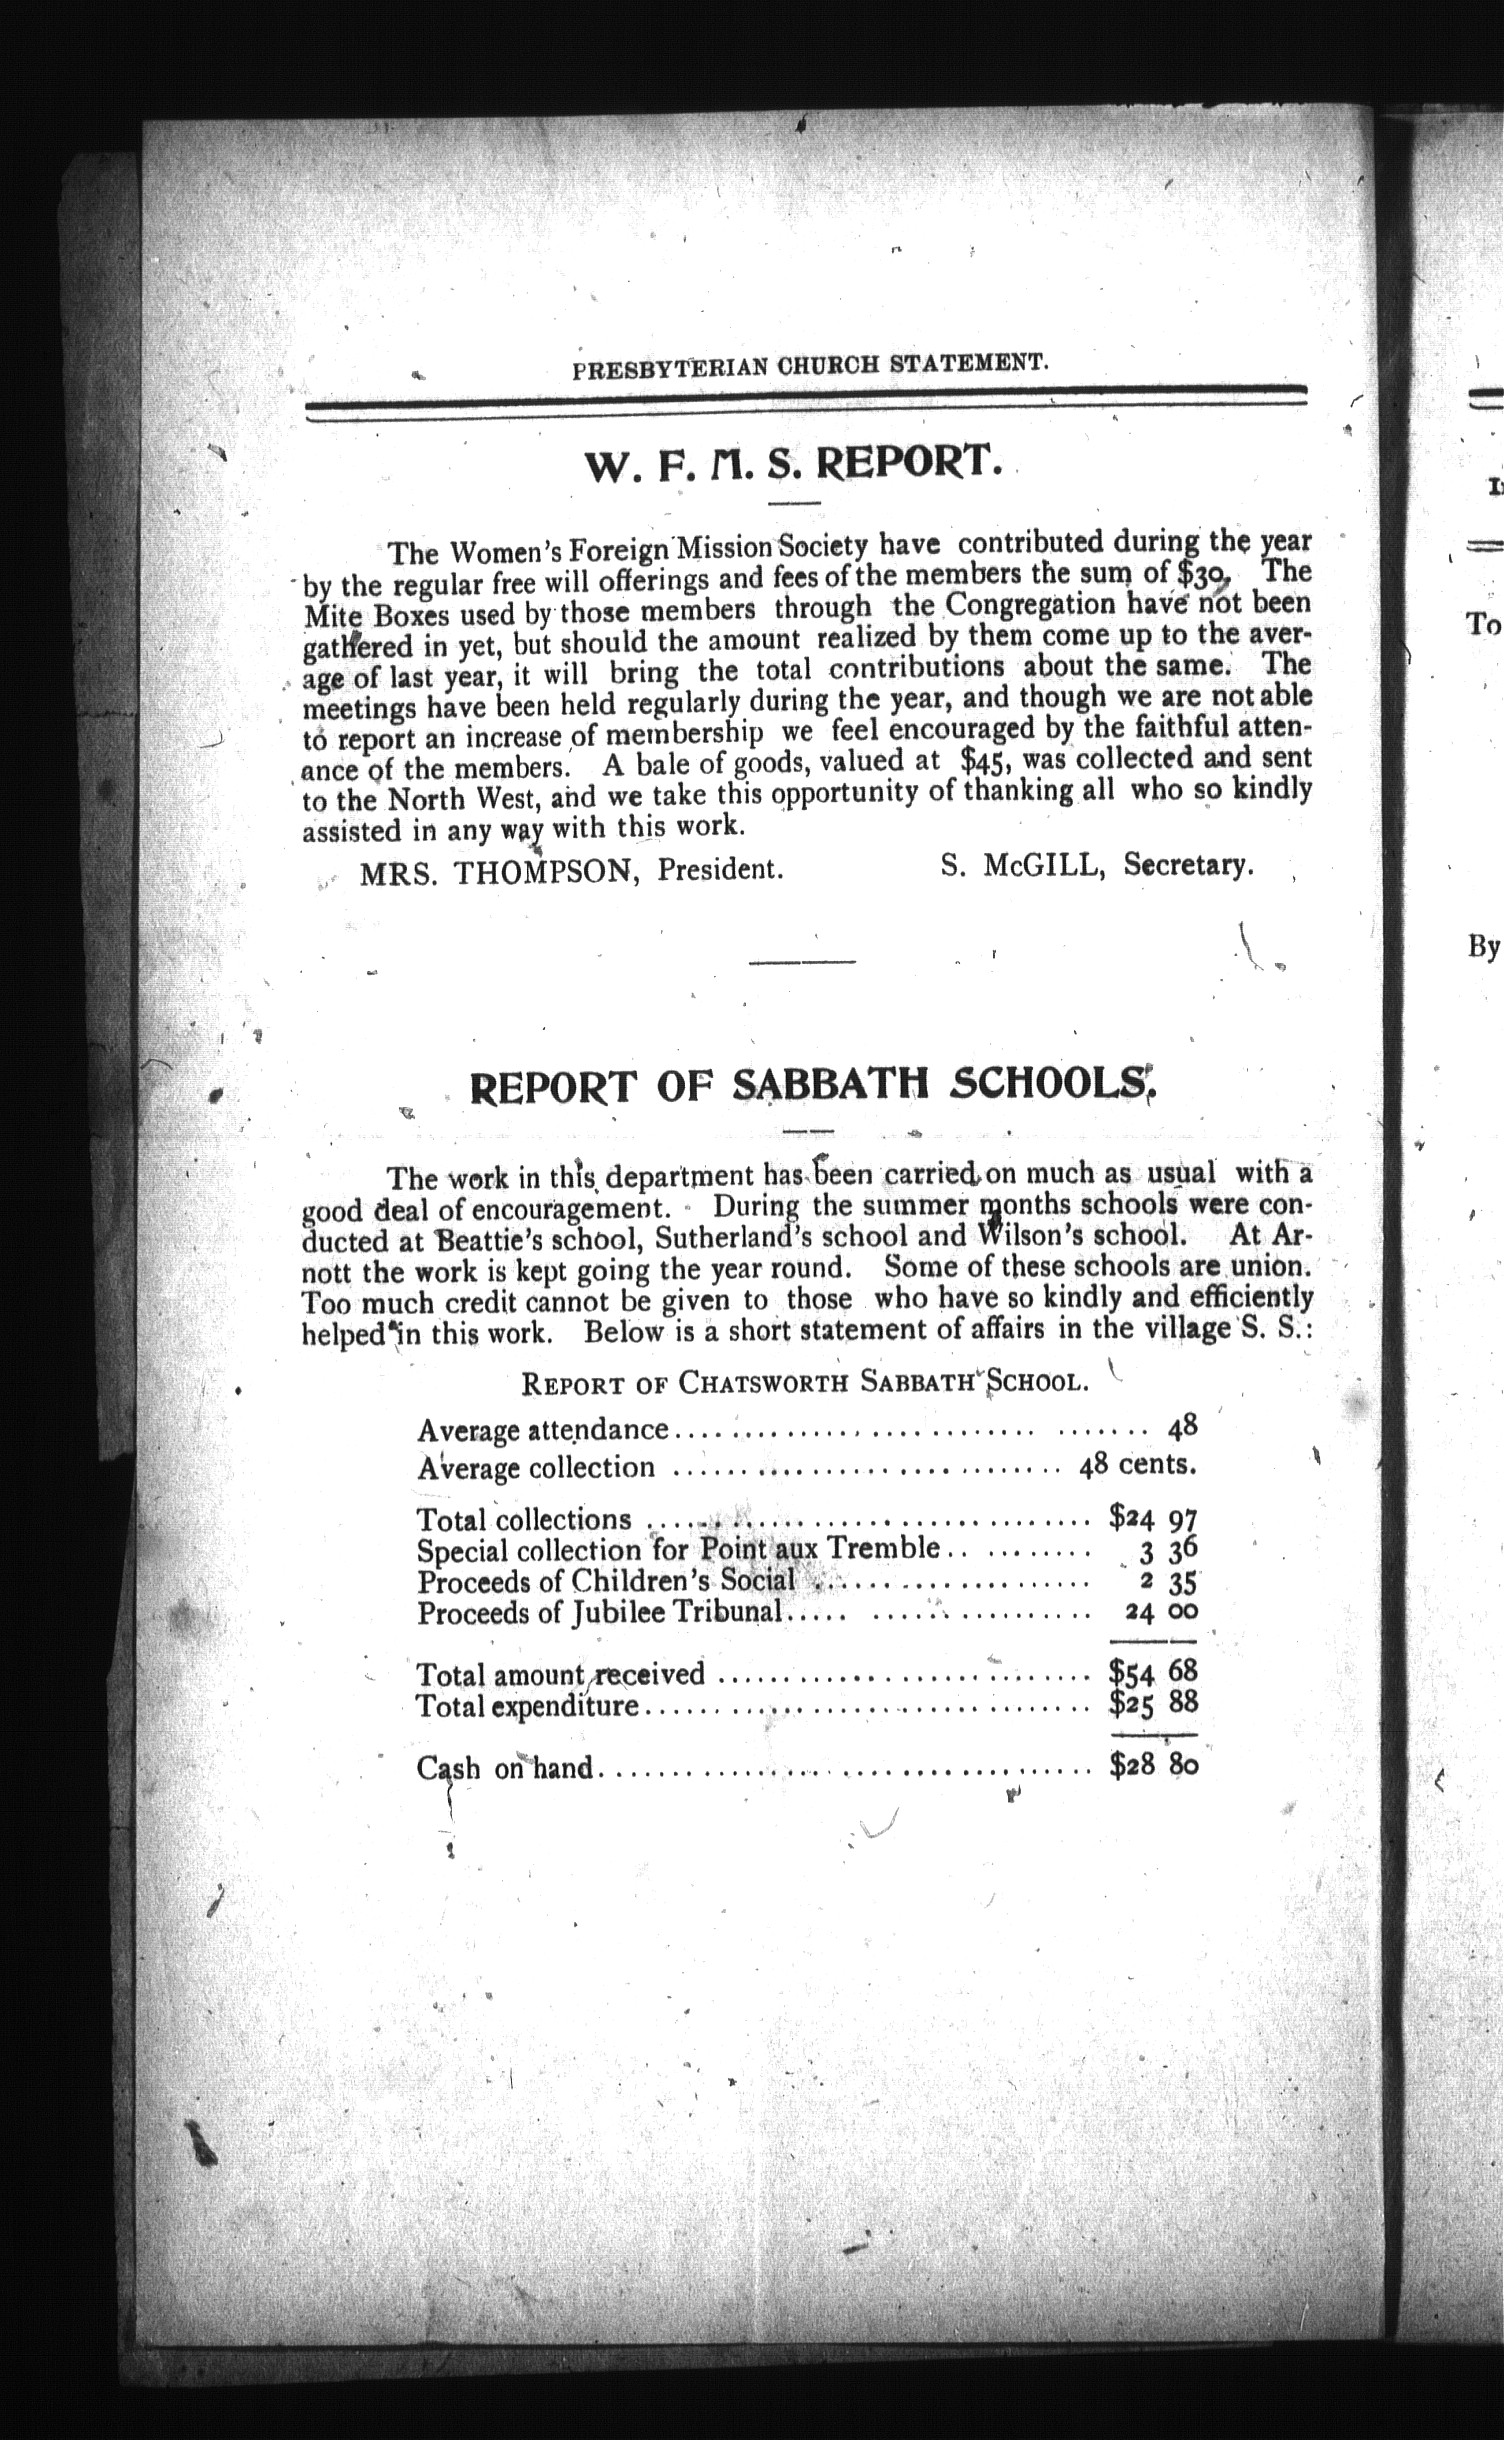 PRESBYTERIAN CHURCH STATEMENT.
W. F. M. S. REPORT.
The Women's Foreign Mission Society have contributed during the year
by the regular free will offerings and fees of the members the sum of $30. The
Mite Boxes used by those members through the Congregation have not been
gathered in yet, but should the amount realized by them come up to the aver-
age of last year, it will bring the total contributions about the same. The
meetings have been held regularly during the year, and though we are not able
to report an increase of membership we feel encouraged by the faithful atten-
ance of the members. A bale of goods, valued at $45, was collected and sent
to the North West, and we take this opportunity of thanking all who so kindly
assisted in any way with this work.
MRS. THOMPSON, President. S. McGILL, Secretary.
REPORT OF SABBATH SCHOOLS.
The work in this department has been carried on much as usual with a
good deal of encouragement. During the summer months schools were con-
ducted at Beattie's school, Sutherland's school and Wilson's school. At Ar-
nott the work is kept going the year round. Some of these schools are union.
Too much credit cannot be given to those who have so kindly and efficiently
helped in this work. Below is a short statement of affairs in the village S. S.:
REPORT OF CHATSWORTH SABBATH SCHOOL.
Average attendance........................................ 48
Average collection ................................ 48 cents.
Total collections ................................... $24 97
Special collection for Point aux Tremble............ 3 36
Proceeds of Children's Social ...................... 2 35
Proceeds of Jubilee Tribunal........................ 24 00
Total amount received .............................. $54 68
Total expenditure................................... $25 88
Cash on hand........................................ $28 80
To
By